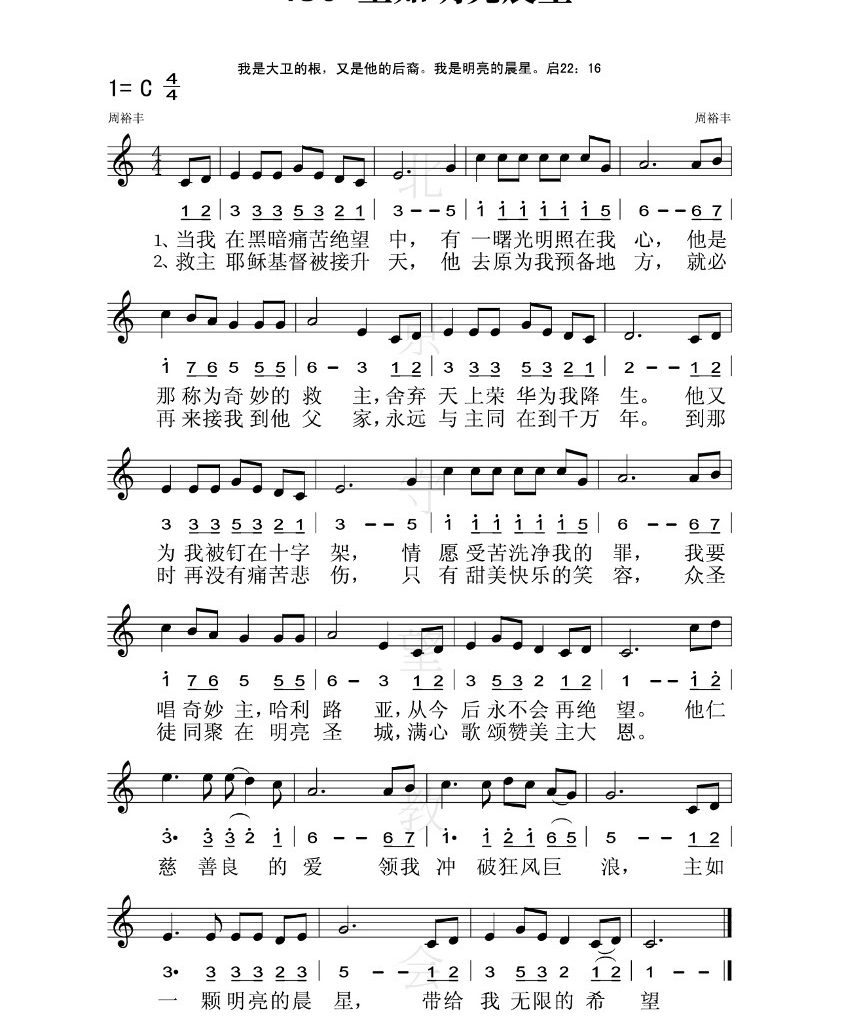 我是大卫的根，又是他的后裔。我是明亮的晨星。启22：16
1= C 4/4
周裕丰 周裕丰
1 2 | 3 3 3 5 3 2 1 | 3 - - 5 | i i i i i i 5 | 6 - - 6 7 |
1、当我 在黑暗痛苦绝望 中， 有 一曙光明照在我 心， 他是
2、救主 耶稣基督被接升 天， 他 去原为我预备地 方， 就必
i 7 6 5 5 5 | 6 - 3 1 2 | 3 3 3 5 3 2 1 | 2 - - 1 2 |
那称为奇妙的 救 主，舍弃 天上荣华为我降 生。 他又
再来接我到他 父 家，永远 与主同在到千万 年。 到那
3 3 3 5 3 2 1 | 3 - - 5 | i i i i i i 5 | 6 - - 6 7 |
为我被钉在十字 架， 情 愿受苦洗净我的 罪， 我要
时再没有痛苦悲 伤， 只 有甜美快乐的笑 容， 众圣
i 7 6 5 5 5 | 6 - 3 1 2 | 3 5 3 2 1 2 | 1 - - i 2 |
唱奇妙主，哈利 路 亚，从今 后永不会再绝 望。 他仁
徒同聚在明亮 圣 城，满心 歌颂赞美主大 恩。
3· 3 3 2 1 | 6 - - 6 7 | i· i 2 i 6 5 | 5 - - 1 2 |
慈 善良 的 爱 领我 冲 破狂风巨 浪， 主如
3· 3 5 3 2 3 | 5 - - 1 2 | 3 5 3 2 1 2 | 1 - - |
一 颗明亮的晨 星， 带给 我 无限的希 望
北京守望教会